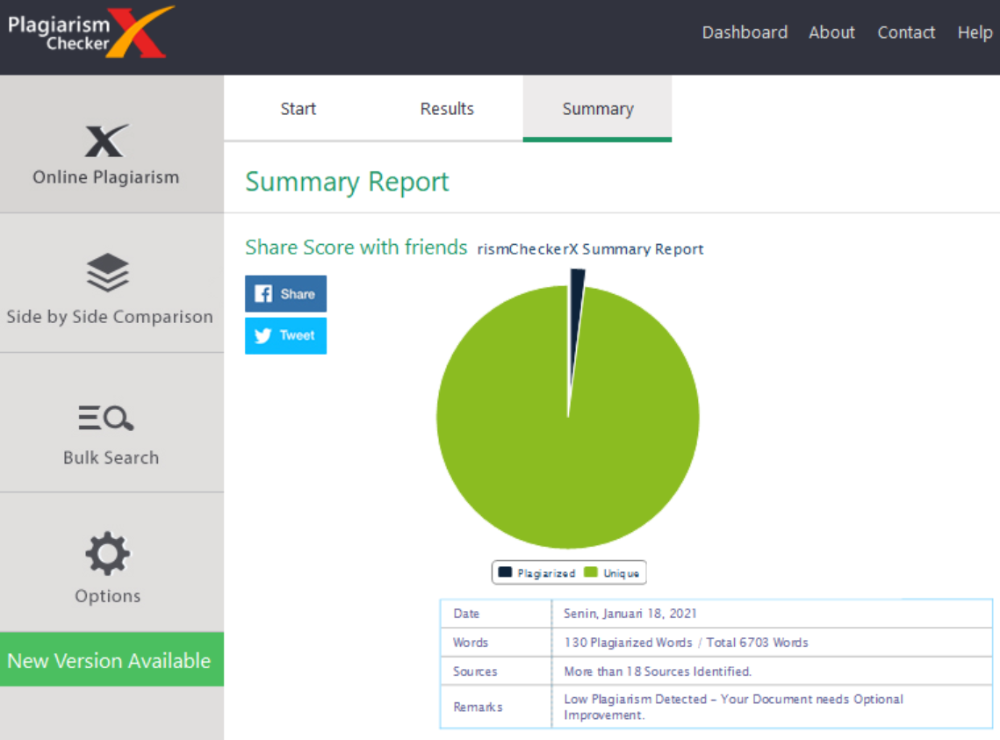 Plagiarism
Checker
Dashboard About Contact Help
Start Results Summary
Online Plagiarism
Summary Report
Share Score with friends rismCheckerX Summary Report
Share
Tweet
Side by Side Comparison
Bulk Search
Options
New Version Available
Plagiarized Unique
Date Senin, Januari 18, 2021
Words 130 Plagiarized Words / Total 6703 Words
Sources More than 18 Sources Identified.
Remarks Low Plagiarism Detected – Your Document needs Optional
Improvement.